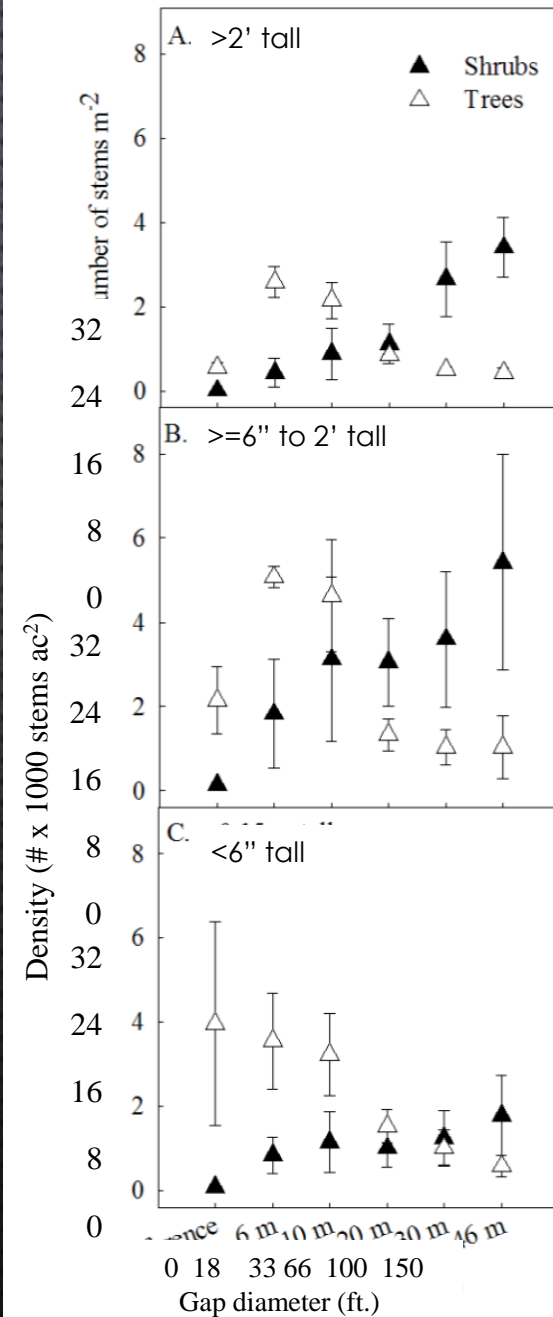 A. >2' tall
Shrubs
Trees
8
6
4
2
0
B. >=6” to 2' tall
8
6
4
2
0
C. <6” tall
8
6
4
2
0
32
24
16
8
0
32
24
16
8
0
32
24
16
8
0
umber of stems m-2
Density (# x 1000 stems ac2)
6 m
10 m
20 m
30 m
46 m
0 18 33 66 100 150
Gap diameter (ft.)